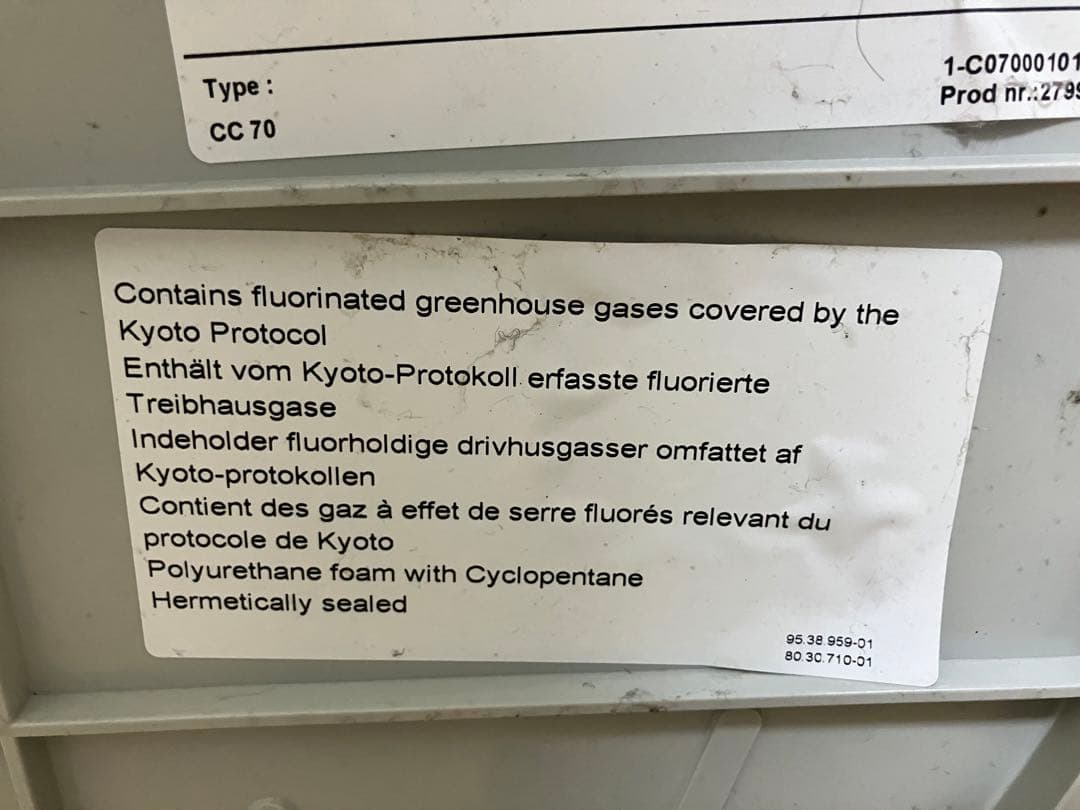 Type :
CC 70
1-C07000101
Prod nr.:279
Contains fluorinated greenhouse gases covered by the
Kyoto Protocol
Enthält vom Kyoto-Protokoll erfasste fluorierte
Treibhausgase
Indeholder fluorholdige drivhusgasser omfattet af
Kyoto-protokollen
Contient des gaz à effet de serre fluorés relevant du
protocole de Kyoto
Polyurethane foam with Cyclopentane
Hermetically sealed
95.38.959-01
80.30.710-01